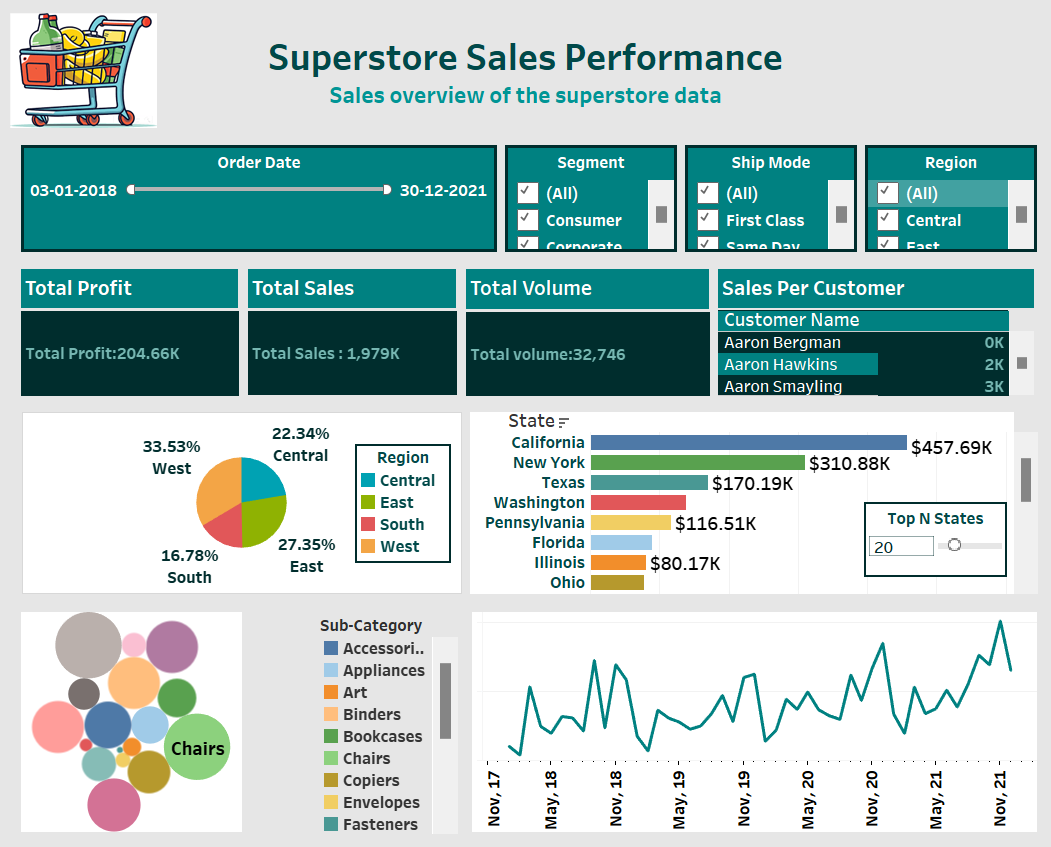 Superstore Sales Performance
Sales overview of the superstore data
Order Date
03-01-2018 30-12-2021
Segment
(All)
Consumer
Corporate
Ship Mode
(All)
First Class
Same Day
Region
(All)
Central
East
Total Profit
Total Profit:204.66K
Total Sales
Total Sales : 1,979K
Total Volume
Total volume:32,746
Sales Per Customer
Customer Name
Aaron Bergman 0K
Aaron Hawkins 2K
Aaron Smayling 3K
33.53%
West
22.34%
Central
16.78%
South
27.35%
East
Region
Central
East
South
West
State
California $457.69K
New York $310.88K
Texas $170.19K
Washington
Pennsylvania $116.51K
Florida
Illinois $80.17K
Ohio
Top N States
20
Chairs
Sub-Category
Accessori..
Appliances
Art
Binders
Bookcases
Chairs
Copiers
Envelopes
Fasteners
Nov, 17
May, 18
Nov, 18
May, 19
Nov, 19
May, 20
Nov, 20
May, 21
Nov, 21